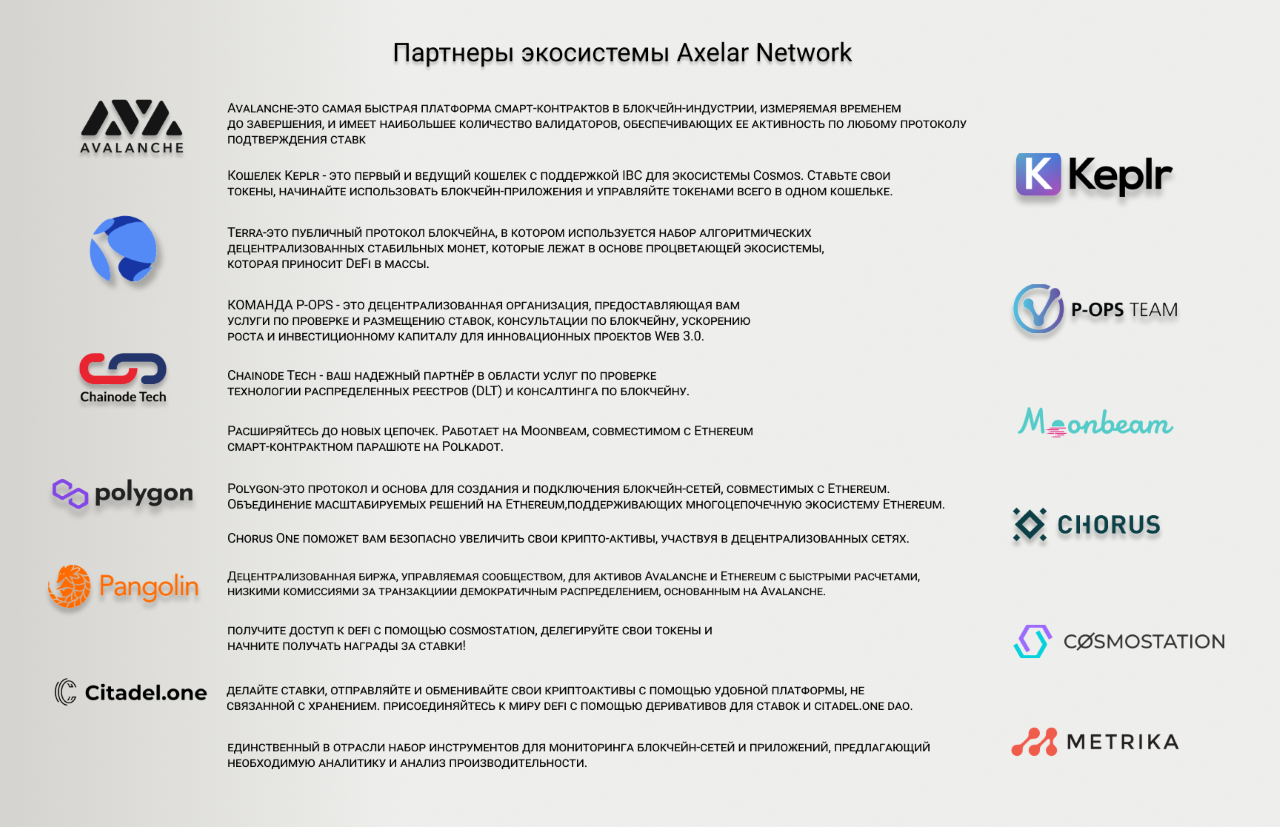 Партнеры экосистемы Axelar Network
AVALANCHE
Avalanche-это самая быстрая платформа смарт-контрактов в блокчейн-индустрии, измеряемая временем
до завершения, и имеет наибольшее количество валидаторов, обеспечивающих ее активность по любому протоколу
подтверждения ставк
Кошелек Keplr - это первый и ведущий кошелек с поддержкой IBC для экосистемы Cosmos. Ставьте свои
токены, начинайте использовать блокчейн-приложения и управляйте токенами всего в одном кошельке.
Keplr
Terra-это публичный протокол блокчейна, в котором используется набор алгоритмических
децентрализованных стабильных монет, которые лежат в основе процветающей экосистемы,
которая приносит DeFi в массы.
КОМАНДА P-OPS - это децентрализованная организация, предоставляющая вам
услуги по проверке и размещению ставок, консультации по блокчейну, ускорению
роста и инвестиционному капиталу для инновационных проектов Web 3.0.
P-OPS TEAM
Chainode Tech
Chainode Tech - ваш надежный партнёр в области услуг по проверке
технологии распределенных реестров (DLT) и консалтинга по блокчейну.
Расширяйтесь до новых цепочек. Работает на Moonbeam, совместимом с Ethereum
смарт-контрактном парашюте на Polkadot.
Moonbeam
polygon
Polygon-это протокол и основа для создания и подключения блокчейн-сетей, совместимых с Ethereum.
Объединение масштабируемых решений на Ethereum,поддерживающих многоцепочечную экосистему Ethereum.
Chorus One поможет вам безопасно увеличить свои крипто-активы, участвуя в децентрализованных сетях.
CHORUS
Pangolin
Децентрализованная биржа, управляемая сообществом, для активов Avalanche и Ethereum с быстрыми расчетами,
низкими комиссиями за транзакциии демократичным распределением, основанным на Avalanche.
получите доступ к defi с помощью cosmostation, делегируйте свои токены и
начните получать награды за ставки!
COSMOSTATION
Citadel.one
делайте ставки, отправляйте и обменивайте свои криптоактивы с помощью удобной платформы, не
связанной с хранением. присоединяйтесь к миру defi с помощью деривативов для ставок и citadel.one dao.
единственный в отрасли набор инструментов для мониторинга блокчейн-сетей и приложений, предлагающий
необходимую аналитику и анализ производительности.
METRIKA